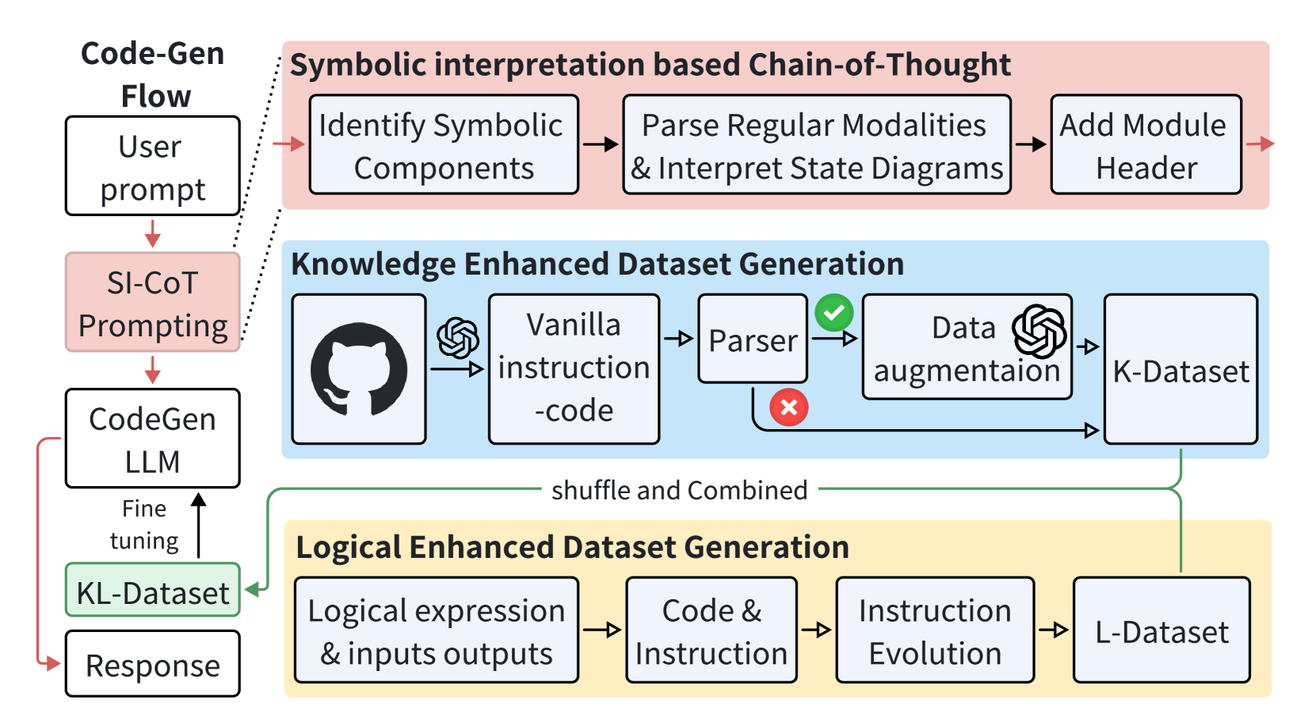 Code-Gen
Flow
User
prompt
SI-CoT
Prompting
CodeGen
LLM
Fine
tuning
KL-Dataset
Response
Symbolic interpretation based Chain-of-Thought
Identify Symbolic
Components
Parse Regular Modalities
& Interpret State Diagrams
Add Module
Header
Knowledge Enhanced Dataset Generation
Vanilla
instruction
-code
Parser
Data
augmentaion
K-Dataset
shuffle and Combined
Logical Enhanced Dataset Generation
Logical expression
& inputs outputs
Code &
Instruction
Instruction
Evolution
L-Dataset